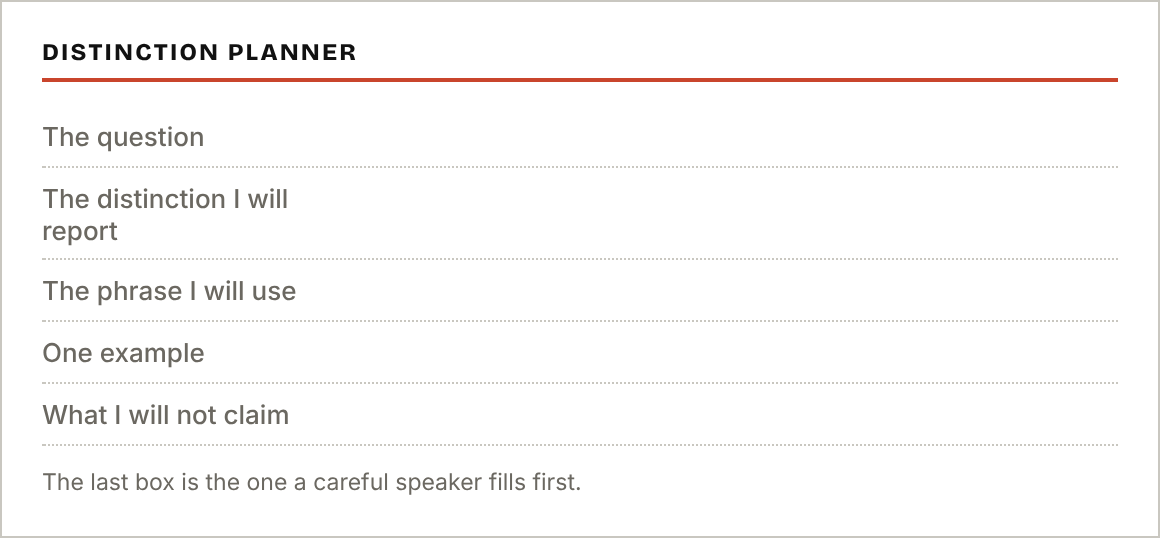 DISTINCTION PLANNER
The question
The distinction I will
report
The phrase I will use
One example
What I will not claim
The last box is the one a careful speaker fills first.